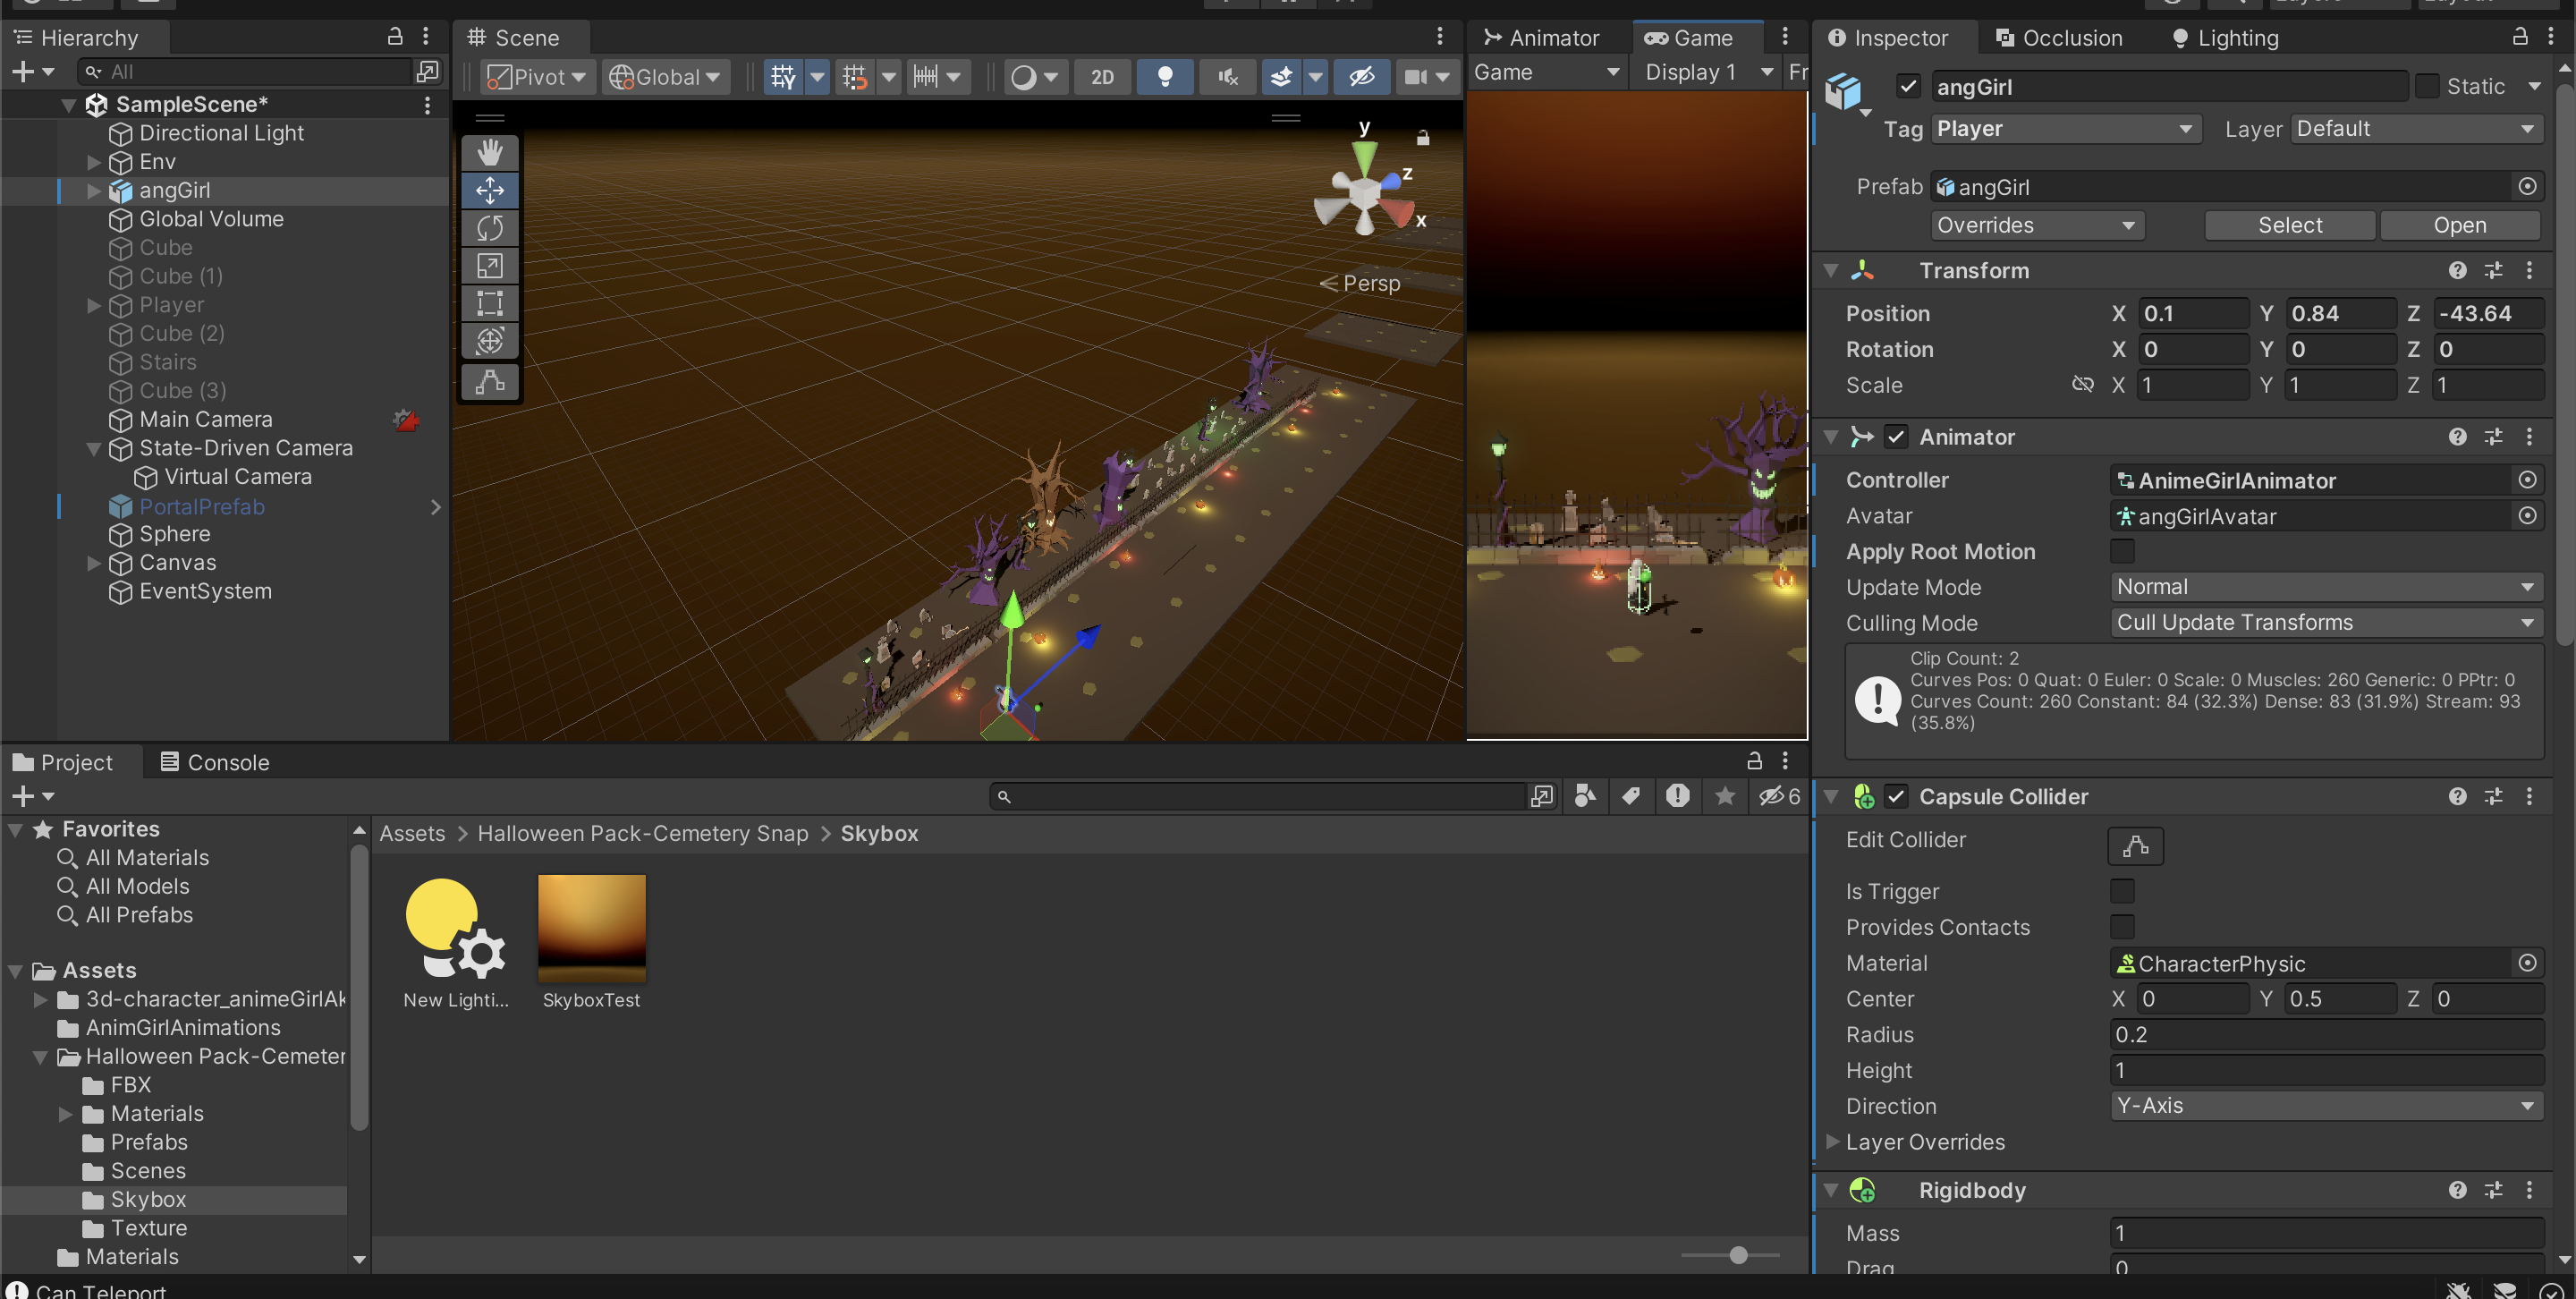 Hierarchy
All
SampleScene*
Directional Light
Env
angGirl
Global Volume
Cube
Cube (1)
Player
Cube (2)
Stairs
Cube (3)
Main Camera
State-Driven Camera
Virtual Camera
PortalPrefab
Sphere
Canvas
EventSystem
Scene
Pivot
Global
2D
y
z
x
Persp
Animator
Game
Game
Display 1
Fr
Inspector
Occlusion
Lighting
angGirl
Static
Tag
Player
Layer
Default
Prefab
angGirl
Overrides
Select
Open
Transform
Position X 0.1 Y 0.84 Z -43.64
Rotation X 0 Y 0 Z 0
Scale X 1 Y 1 Z 1
Animator
Controller
AnimeGirlAnimator
Avatar
angGirlAvatar
Apply Root Motion
Update Mode
Normal
Culling Mode
Cull Update Transforms
Clip Count: 2
Curves Pos: 0 Quat: 0 Euler: 0 Scale: 0 Muscles: 260 Generic: 0 PPtr: 0
Curves Count: 260 Constant: 84 (32.3%) Dense: 83 (31.9%) Stream: 93
(35.8%)
Capsule Collider
Edit Collider
Is Trigger
Provides Contacts
Material
CharacterPhysic
Center X 0 Y 0.5 Z 0
Radius
0.2
Height
1
Direction
Y-Axis
Layer Overrides
Rigidbody
Mass
1
Drag
0
Project
Console
6
Favorites
All Materials
All Models
All Prefabs
Assets
3d-character_animeGirlAk
AnimGirlAnimations
Halloween Pack-Cemeter
FBX
Materials
Prefabs
Scenes
Skybox
Texture
Materials
Assets > Halloween Pack-Cemetery Snap > Skybox
New Lighti...
SkyboxTest
Can Teleport